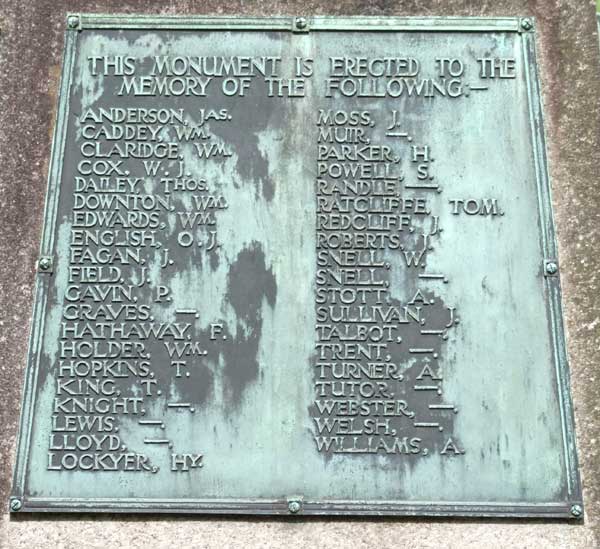 THIS MONUMENT IS ERECTED TO THE
MEMORY OF THE FOLLOWING:—
ANDERSON, JAS.
CADDEY, WM.
CLARIDGE, WM.
COX. W. J.
DAILEY, THOS.
DOWNTON, WM.
EDWARDS, WM.
ENGLISH, O. J.
FAGAN, J.
FIELD, J.
GAVIN, P.
GRAVES. —.
HATHAWAY, F.
HOLDER, WM.
HOPKINS, T.
KING, T.
KNIGHT. —.
LEWIS. —.
LLOYD. —.
LOCKYER, HY.
MOSS, J.
MUIR, —.
PARKER, H.
POWELL, S.
RANDLE, —.
RATCLIFFE, TOM.
REDCLIFF, J.
ROBERTS, J.
SNELL, W.
SNELL, —.
STOTT, A.
SULLIVAN, J.
TALBOT, —.
TRENT, —.
TURNER, A.
TUTOR. —.
WEBSTER, —.
WELSH, —.
WILLIAMS, A.